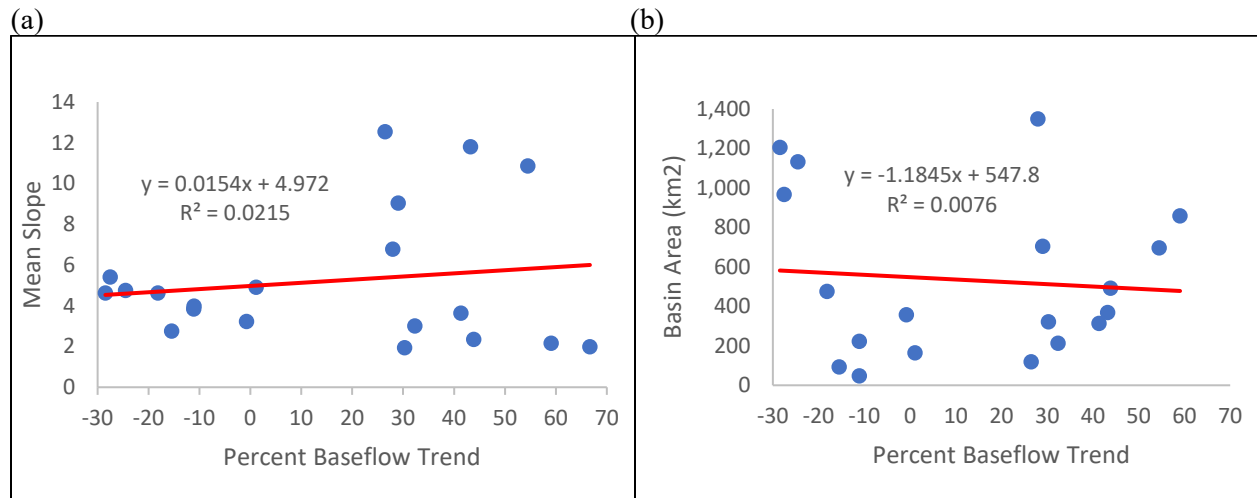 (a)
14
12
10
8
6
4
2
0
Mean Slope
y = 0.0154x + 4.972
R² = 0.0215
-30 -20 -10 0 10 20 30 40 50 60 70
Percent Baseflow Trend
(b)
1,400
1,200
1,000
800
600
400
200
0
Basin Area (km2)
y = -1.1845x + 547.8
R² = 0.0076
-30 -20 -10 0 10 20 30 40 50 60 70
Percent Baseflow Trend